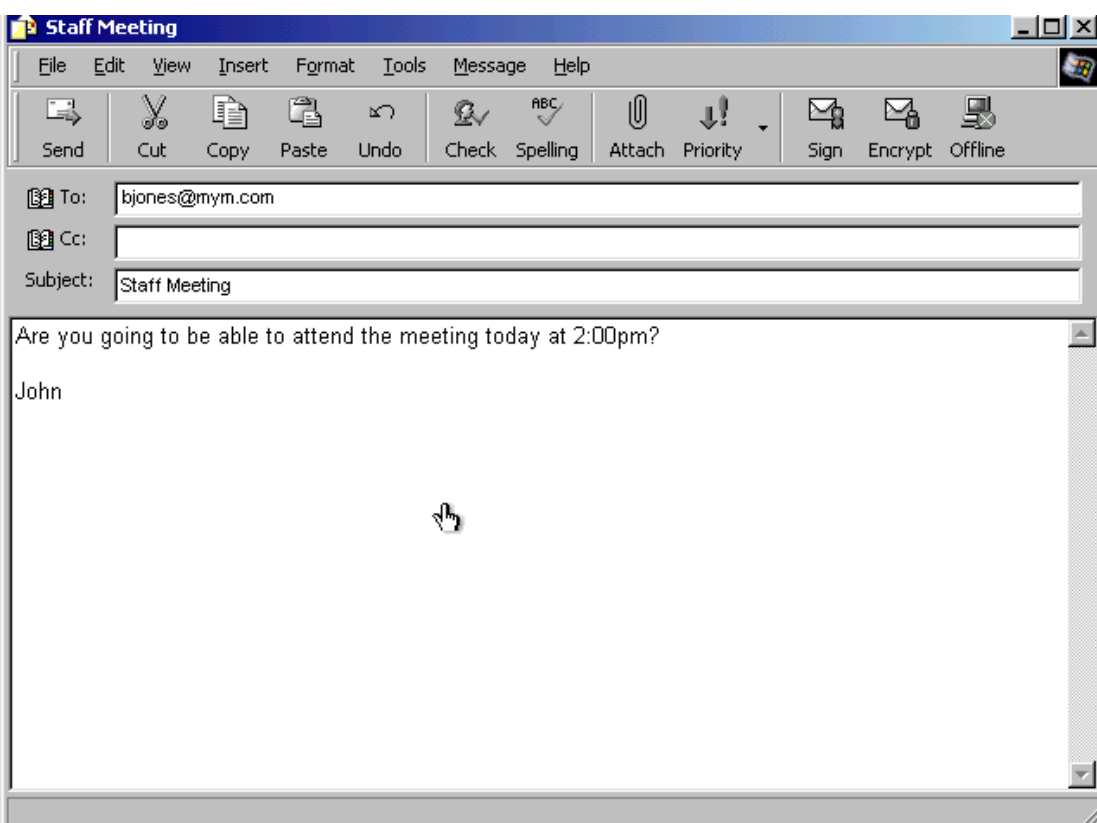 Staff Meeting
File Edit View Insert Format Tools Message Help
ABC
Send Cut Copy Paste Undo Check Spelling Attach Priority Sign Encrypt Offline
To: bjones@mym.com
Cc:
Subject: Staff Meeting
Are you going to be able to attend the meeting today at 2:00pm?
John